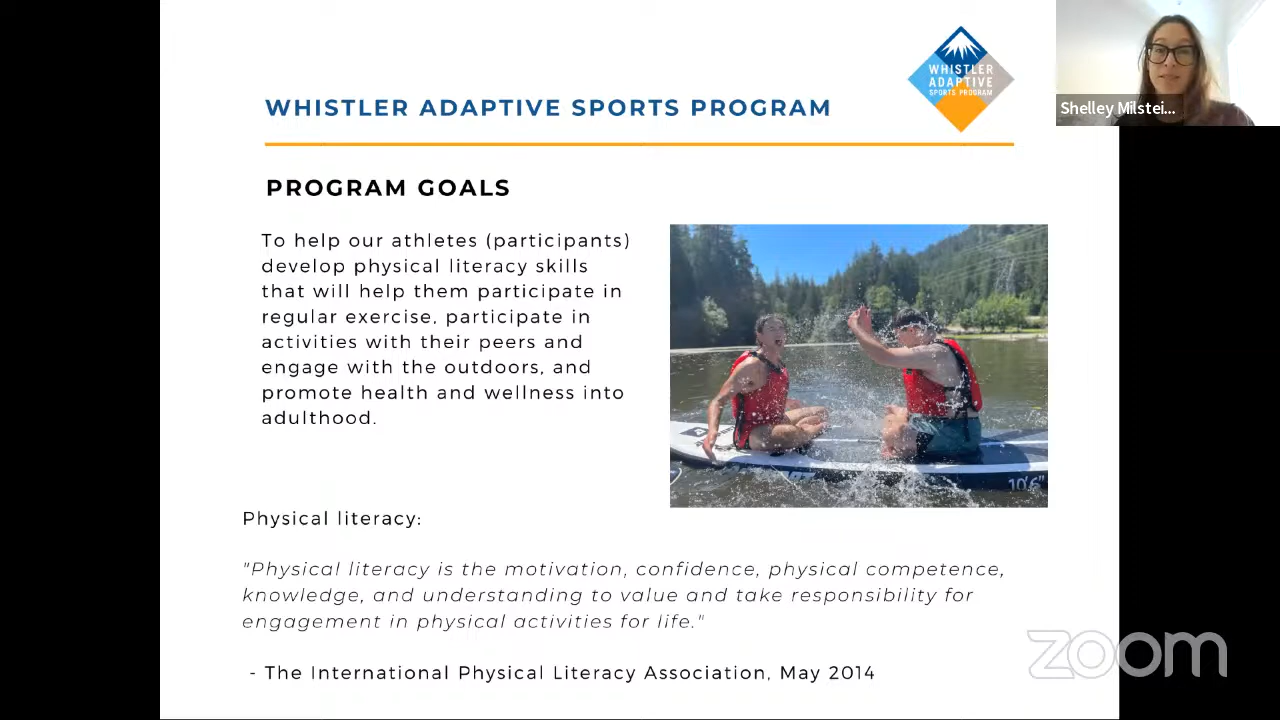 WHISTLER ADAPTIVE SPORTS PROGRAM
WHISTLER
ADAPTIVE
SPORTS PROGRAM
Shelley Milstei...
PROGRAM GOALS
To help our athletes (participants)
develop physical literacy skills
that will help them participate in
regular exercise, participate in
activities with their peers and
engage with the outdoors, and
promote health and wellness into
adulthood.
10'6"
Physical literacy:
"Physical literacy is the motivation, confidence, physical competence,
knowledge, and understanding to value and take responsibility for
engagement in physical activities for life."
- The International Physical Literacy Association, May 2014
zoom